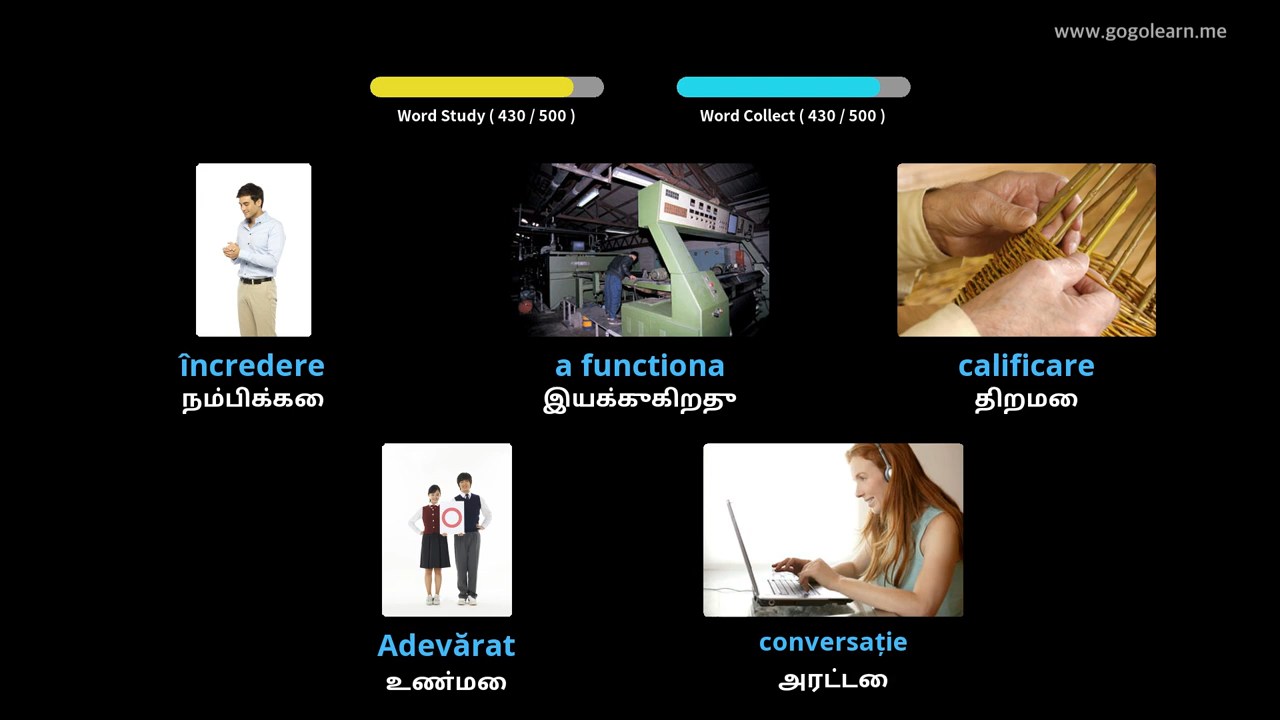 www.gogolearn.me
Word Study ( 430 / 500 )
Word Collect ( 430 / 500 )
încredere
நம்பிக்கை
a functiona
இயக்குகிறது
calificare
திறமை
Adevărat
உண்மை
conversație
அரட்டை